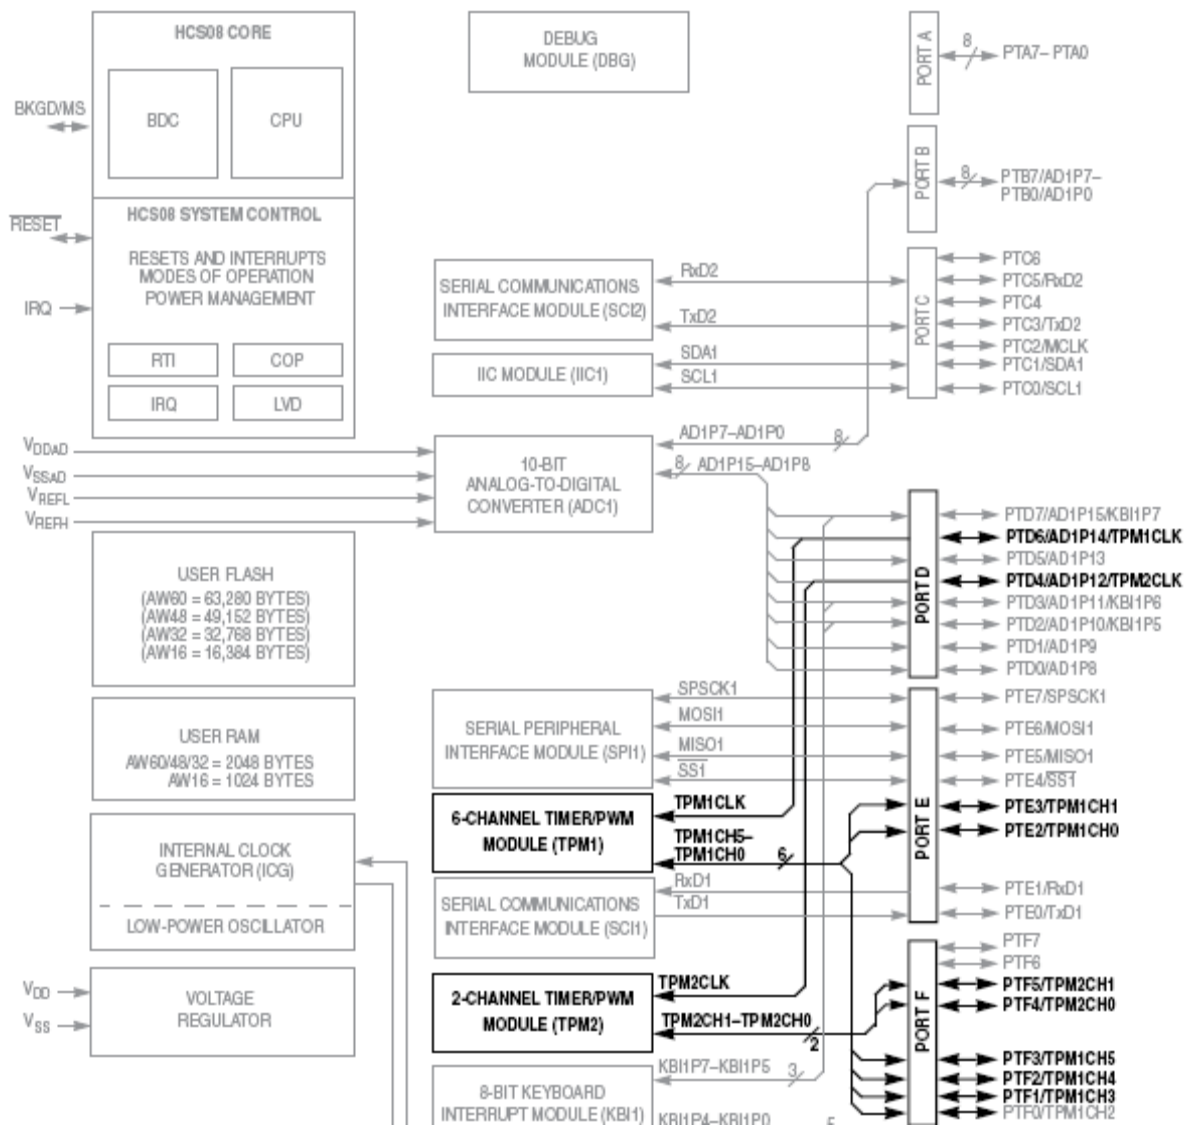 HCS08 CORE
BDC
CPU
BKGD/MS
HCS08 SYSTEM CONTROL
RESET
RESETS AND INTERRUPTS
MODES OF OPERATION
POWER MANAGEMENT
IRQ
RTI
COP
IRQ
LVD
VDDAD
VSSAD
VREFL
VREFH
USER FLASH
(AW60 = 63,280 BYTES)
(AW48 = 49,152 BYTES)
(AW32 = 32,768 BYTES)
(AW16 = 16,384 BYTES)
USER RAM
AW60/48/32 = 2048 BYTES
AW16 = 1024 BYTES
INTERNAL CLOCK
GENERATOR (ICG)
LOW-POWER OSCILLATOR
VDD
VSS
VOLTAGE
REGULATOR
DEBUG
MODULE (DBG)
SERIAL COMMUNICATIONS
INTERFACE MODULE (SCI2)
RxD2
TxD2
IIC MODULE (IIC1)
SDA1
SCL1
10-BIT
ANALOG-TO-DIGITAL
CONVERTER (ADC1)
AD1P7–AD1P0
8
8
AD1P15–AD1P8
SERIAL PERIPHERAL
INTERFACE MODULE (SPI1)
SPSCK1
MOSI1
MISO1
SS1
6-CHANNEL TIMER/PWM
MODULE (TPM1)
TPM1CLK
TPM1CH5–
TPM1CH0
6
SERIAL COMMUNICATIONS
INTERFACE MODULE (SCI1)
RxD1
TxD1
2-CHANNEL TIMER/PWM
MODULE (TPM2)
TPM2CLK
TPM2CH1–TPM2CH0
2
8-BIT KEYBOARD
INTERRUPT MODULE (KBI1)
KBI1P7–KBI1P5
3
KBI1P4–KBI1P0
5
PORT A
8
PTA7– PTA0
PORT B
8
PTB7/AD1P7–
PTB0/AD1P0
PORT C
PTC6
PTC5/RxD2
PTC4
PTC3/TxD2
PTC2/MCLK
PTC1/SDA1
PTC0/SCL1
PORT D
PTD7/AD1P15/KBI1P7
PTD6/AD1P14/TPM1CLK
PTD5/AD1P13
PTD4/AD1P12/TPM2CLK
PTD3/AD1P11/KBI1P6
PTD2/AD1P10/KBI1P5
PTD1/AD1P9
PTD0/AD1P8
PORT E
PTE7/SPSCK1
PTE6/MOSI1
PTE5/MISO1
PTE4/SS1
PTE3/TPM1CH1
PTE2/TPM1CH0
PTE1/RxD1
PTE0/TxD1
PORT F
PTF7
PTF6
PTF5/TPM2CH1
PTF4/TPM2CH0
PTF3/TPM1CH5
PTF2/TPM1CH4
PTF1/TPM1CH3
PTF0/TPM1CH2